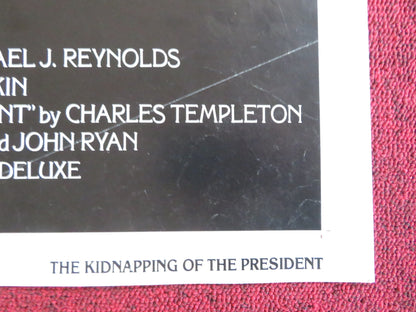 AEL J. REYNOLDS
KIN
NT" by CHARLES TEMPLETON
d JOHN RYAN
DELUXE
THE KIDNAPPING OF THE PRESIDENT